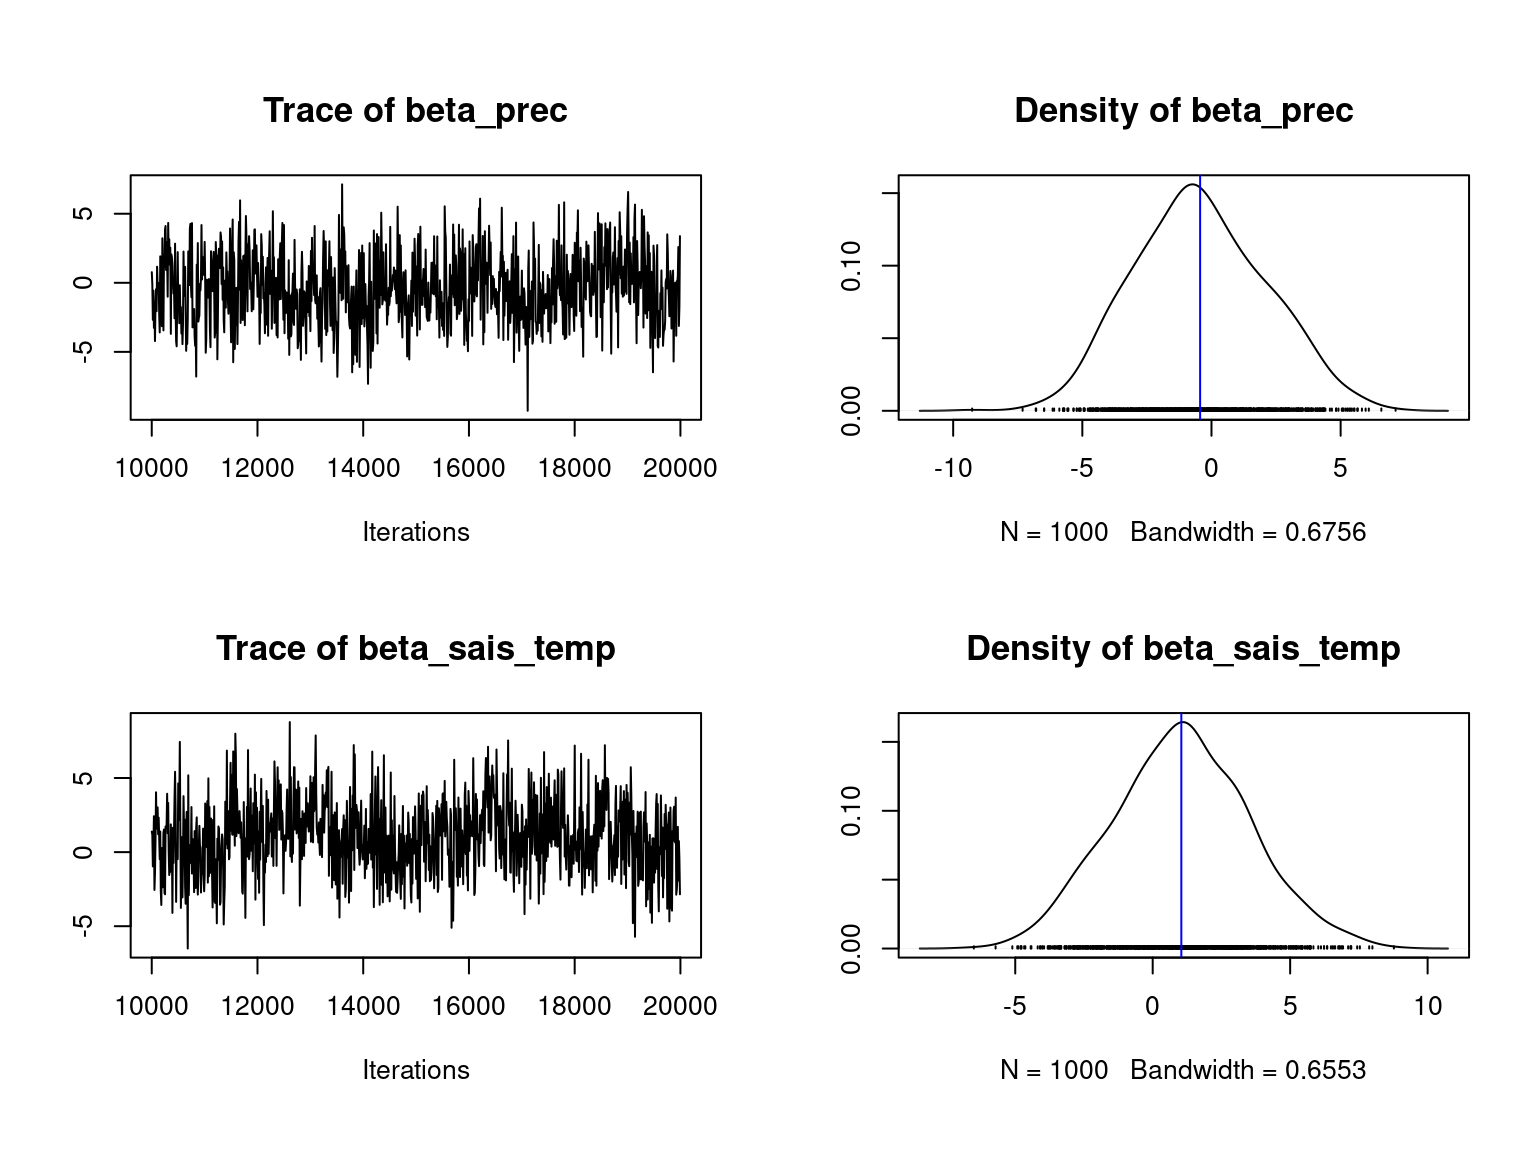 Trace of beta_prec
5
0
-5
10000 12000 14000 16000 18000 20000
Iterations
Density of beta_prec
0.10
0.00
-10 -5 0 5
N = 1000 Bandwidth = 0.6756
Trace of beta_sais_temp
5
0
-5
10000 12000 14000 16000 18000 20000
Iterations
Density of beta_sais_temp
0.10
0.00
-5 0 5 10
N = 1000 Bandwidth = 0.6553